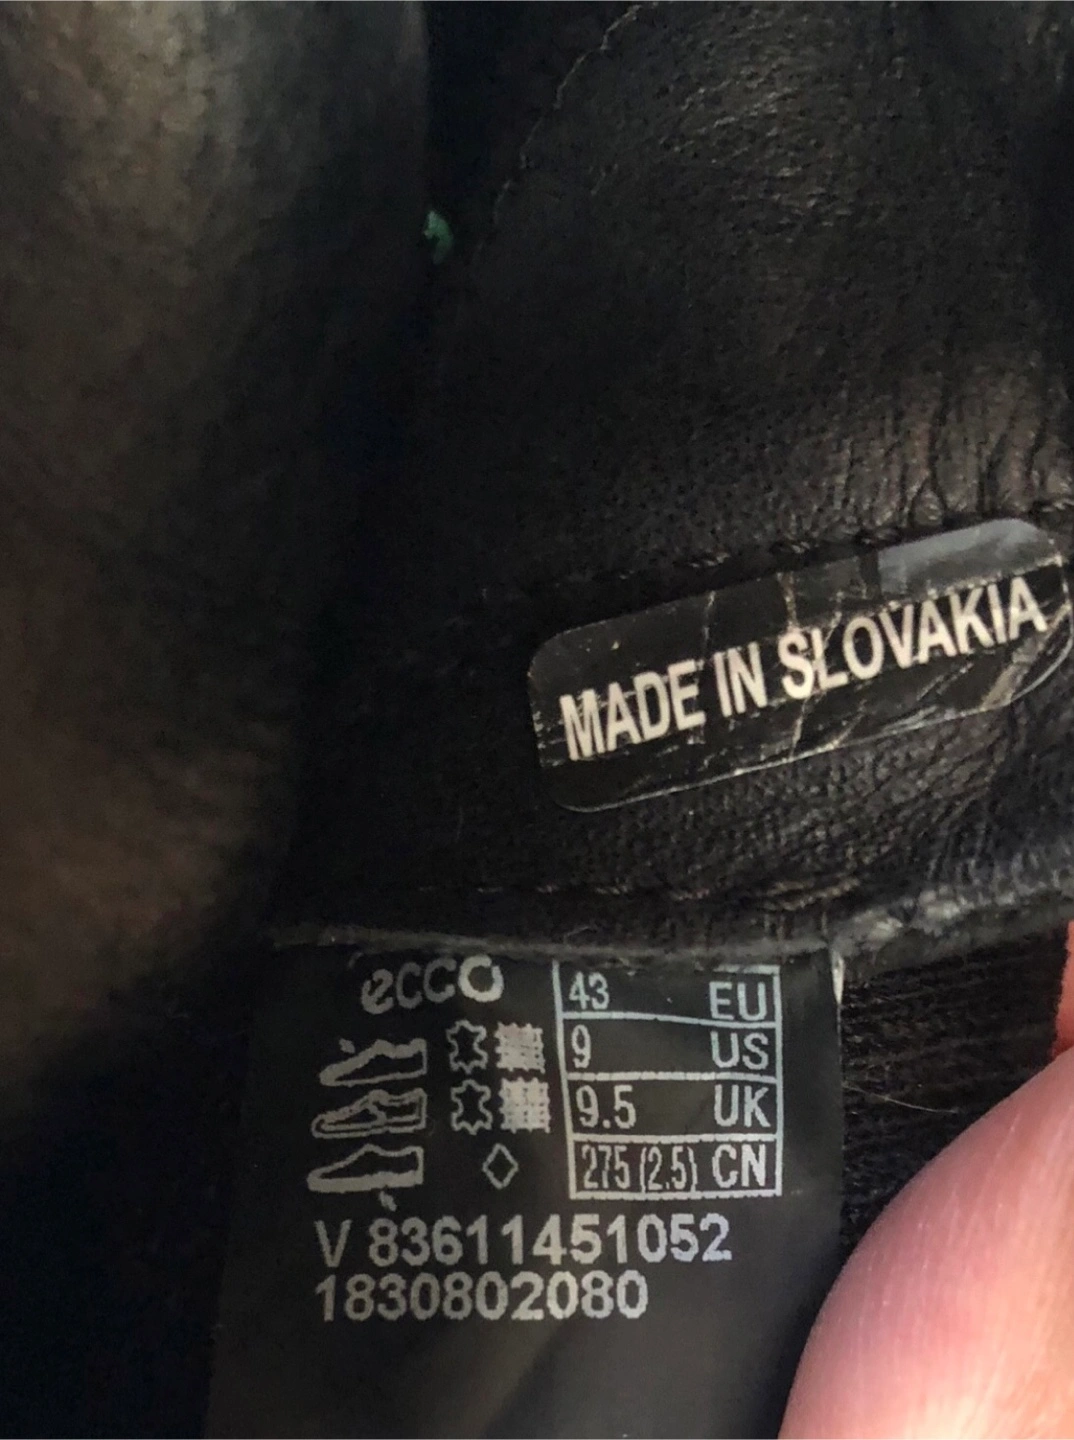 MADE IN SLOVAKIA
ecco
43 EU
9 US
9.5 UK
275 (2.5) CN
V 83611451052
1830802080